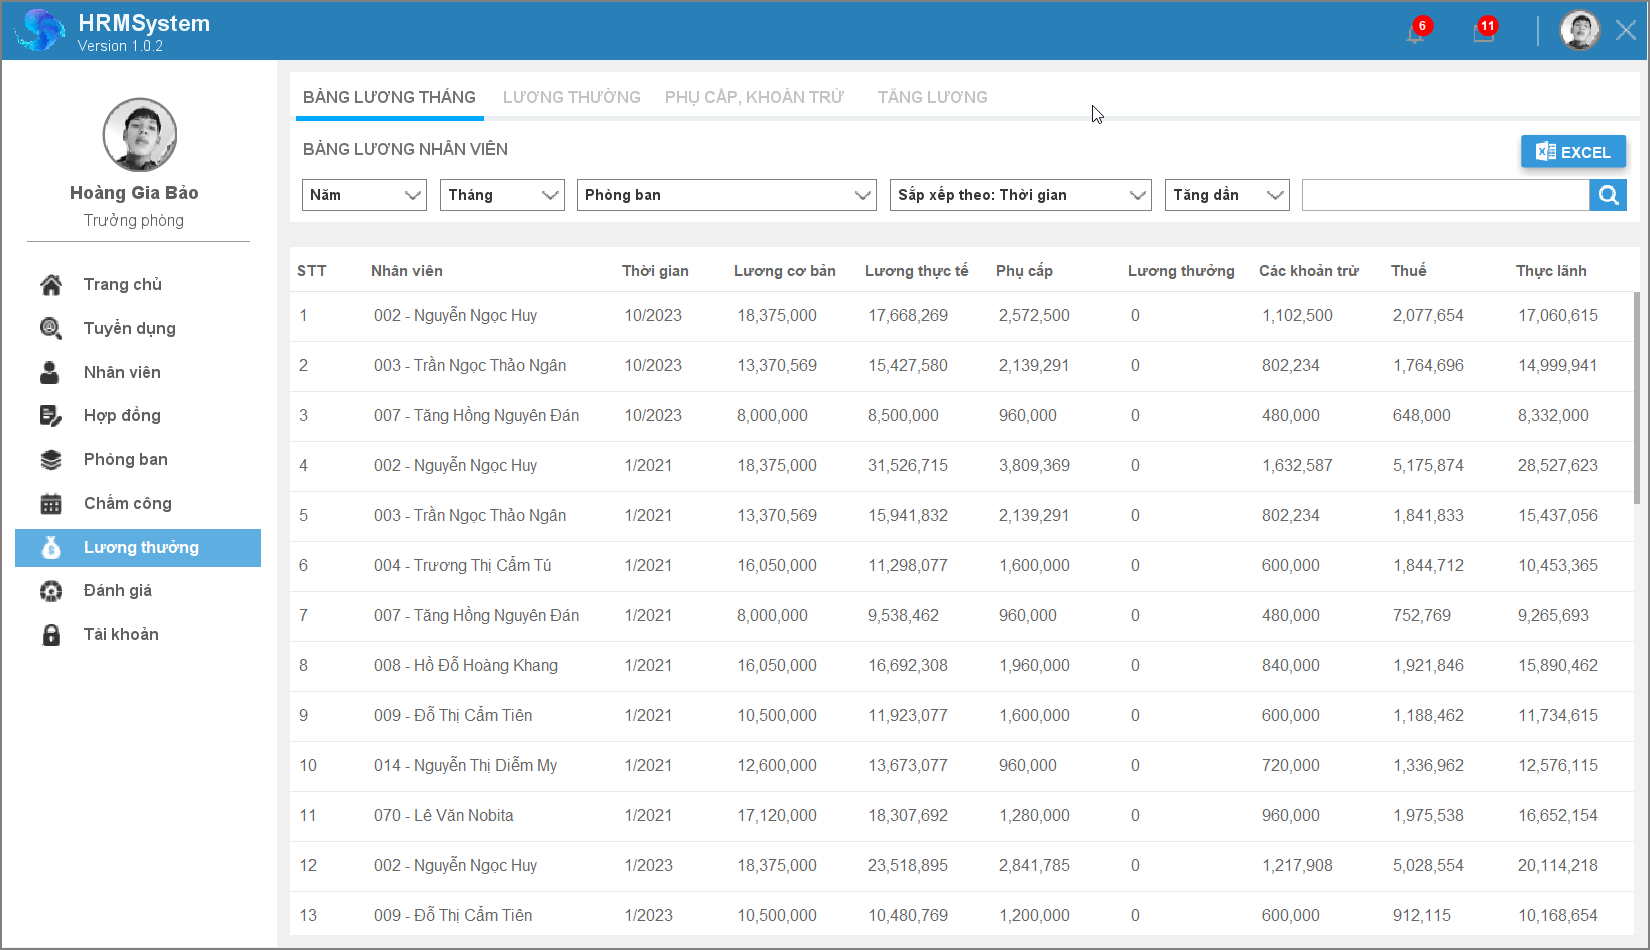 HRMSystem
Version 1.0.2
6
11
Hoàng Gia Bảo
Trưởng phòng
Trang chủ
Tuyển dụng
Nhân viên
Hợp đồng
Phòng ban
Chấm công
Lương thưởng
Đánh giá
Tài khoản
BẢNG LƯƠNG THÁNG LƯƠNG THƯỞNG PHỤ CẤP, KHOẢN TRỪ TĂNG LƯƠNG
BẢNG LƯƠNG NHÂN VIÊN
EXCEL
Năm Tháng Phòng ban Sắp xếp theo: Thời gian Tăng dần
STT Nhân viên Thời gian Lương cơ bản Lương thực tế Phụ cấp Lương thưởng Các khoản trừ Thuế Thực lãnh
1 002 - Nguyễn Ngọc Huy 10/2023 18,375,000 17,668,269 2,572,500 0 1,102,500 2,077,654 17,060,615
2 003 - Trần Ngọc Thảo Ngân 10/2023 13,370,569 15,427,580 2,139,291 0 802,234 1,764,696 14,999,941
3 007 - Tăng Hồng Nguyên Đán 10/2023 8,000,000 8,500,000 960,000 0 480,000 648,000 8,332,000
4 002 - Nguyễn Ngọc Huy 1/2021 18,375,000 31,526,715 3,809,369 0 1,632,587 5,175,874 28,527,623
5 003 - Trần Ngọc Thảo Ngân 1/2021 13,370,569 15,941,832 2,139,291 0 802,234 1,841,833 15,437,056
6 004 - Trương Thị Cẩm Tú 1/2021 16,050,000 11,298,077 1,600,000 0 600,000 1,844,712 10,453,365
7 007 - Tăng Hồng Nguyên Đán 1/2021 8,000,000 9,538,462 960,000 0 480,000 752,769 9,265,693
8 008 - Hồ Đỗ Hoàng Khang 1/2021 16,050,000 16,692,308 1,960,000 0 840,000 1,921,846 15,890,462
9 009 - Đỗ Thị Cẩm Tiên 1/2021 10,500,000 11,923,077 1,600,000 0 600,000 1,188,462 11,734,615
10 014 - Nguyễn Thị Diễm My 1/2021 12,600,000 13,673,077 960,000 0 720,000 1,336,962 12,576,115
11 070 - Lê Văn Nobita 1/2021 17,120,000 18,307,692 1,280,000 0 960,000 1,975,538 16,652,154
12 002 - Nguyễn Ngọc Huy 1/2023 18,375,000 23,518,895 2,841,785 0 1,217,908 5,028,554 20,114,218
13 009 - Đỗ Thị Cẩm Tiên 1/2023 10,500,000 10,480,769 1,200,000 0 600,000 912,115 10,168,654